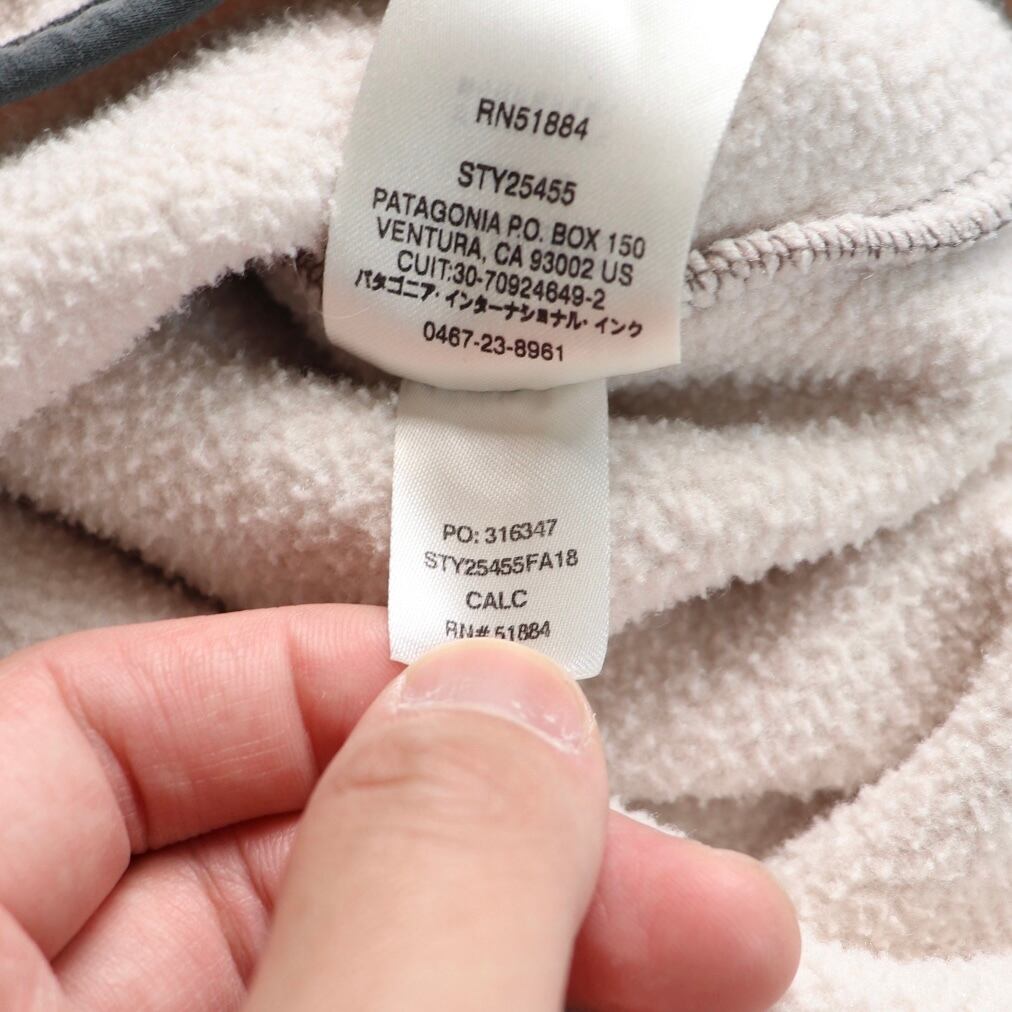 RN51884
STY25455
PATAGONIA P.O. BOX 150
VENTURA, CA 93002 US
CUIT:30-70924649-2
パタゴニア・インターナショナル・インク
0467-23-8961
PO: 316347
STY25455FA18
CALC
RN# 51884